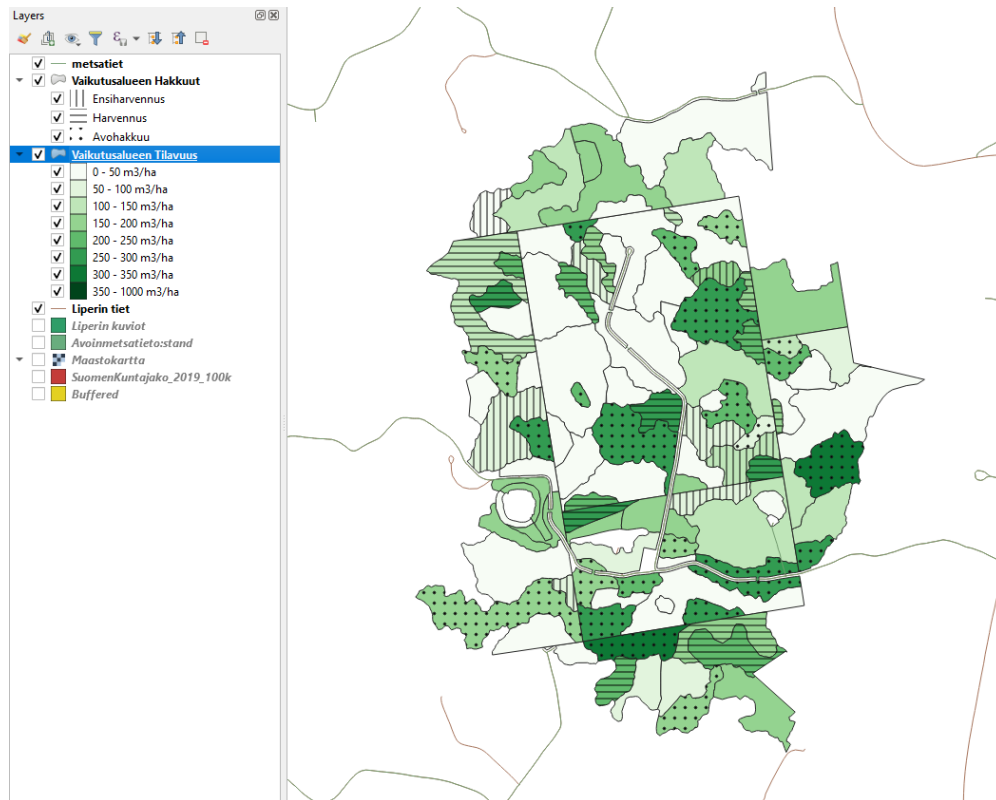 Layers
metsatiet
Vaikutusalueen Hakkuut
Ensiharvennus
Harvennus
Avohakkuu
Vaikutusalueen Tilavuus
0 - 50 m3/ha
50 - 100 m3/ha
100 - 150 m3/ha
150 - 200 m3/ha
200 - 250 m3/ha
250 - 300 m3/ha
300 - 350 m3/ha
350 - 1000 m3/ha
Liperin tiet
Liperin kuviot
Avoinmetsatieto:stand
Maastokartta
SuomenKuntajako_2019_100k
Buffered